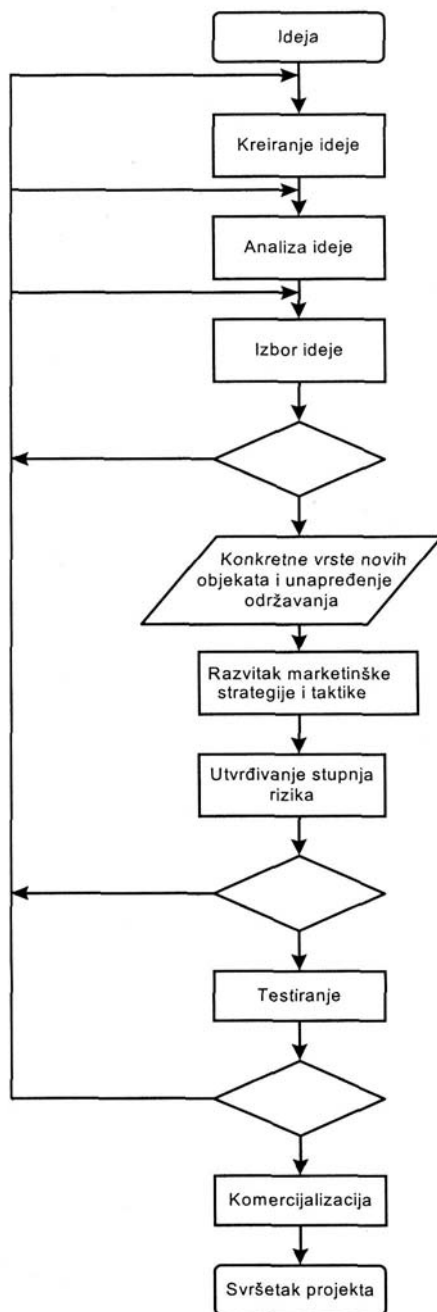 Ideja
Kreiranje ideje
Analiza ideje
Izbor ideje
Konkretne vrste novih
objekata i unapređenje
održavanja
Razvitak marketinške
strategije i taktike
Utvrđivanje stupnja
rizika
Testiranje
Komercijalizacija
Svršetak projekta